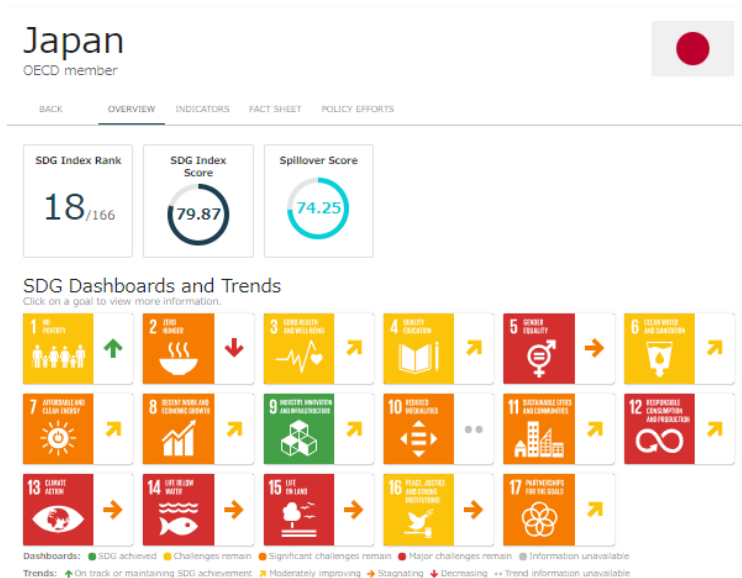 Japan
OECD member
BACK OVERVIEW INDICATORS FACT SHEET POLICY EFFORTS
SDG Index Rank
18/166
SDG Index
Score
79.87
Spillover Score
74.25
SDG Dashboards and Trends
Click on a goal to view more information.
1 NO
POVERTY
2 ZERO
HUNGER
3 GOOD HEALTH
AND WELL-BEING
4 QUALITY
EDUCATION
5 GENDER
EQUALITY
6 CLEAN WATER
AND SANITATION
7 AFFORDABLE AND
CLEAN ENERGY
8 DECENT WORK AND
ECONOMIC GROWTH
9 INDUSTRY, INNOVATION
AND INFRASTRUCTURE
10 REDUCED
INEQUALITIES
11 SUSTAINABLE CITIES
AND COMMUNITIES
12 RESPONSIBLE
CONSUMPTION
AND PRODUCTION
13 CLIMATE
ACTION
14 LIFE BELOW
WATER
15 LIFE
ON LAND
16 PEACE, JUSTICE
AND STRONG
INSTITUTIONS
17 PARTNERSHIPS
FOR THE GOALS
Dashboards: SDG achieved Challenges remain Significant challenges remain Major challenges remain Information unavailable
Trends: On track or maintaining SDG achievement Moderately improving Stagnating Decreasing Trend information unavailable